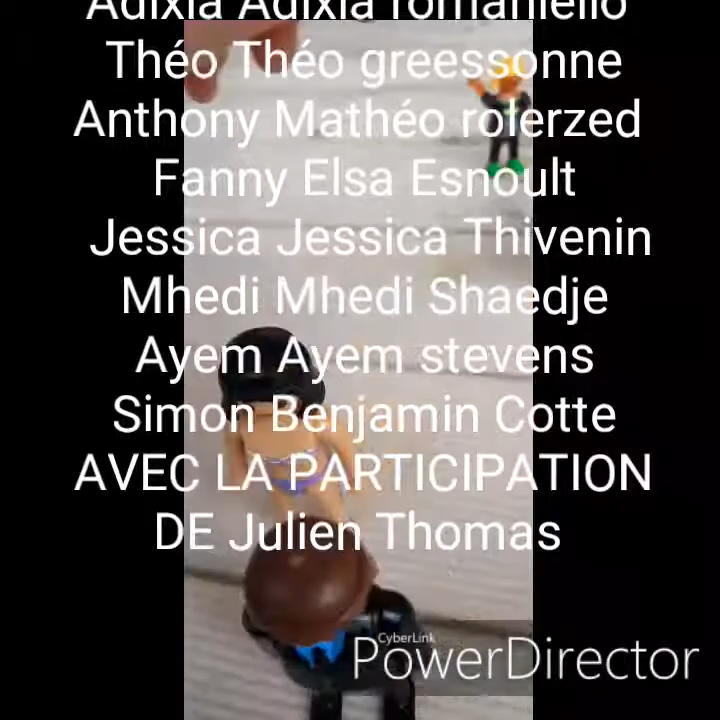 Adixia Adixia romaniello
Théo Théo greessonne
Anthony Mathéo rolerzed
Fanny Elsa Esnoult
Jessica Jessica Thivenin
Mhedi Mhedi Shaedje
Ayem Ayem stevens
Simon Benjamin Cotte
AVEC LA PARTICIPATION
DE Julien Thomas
CyberLink
PowerDirector